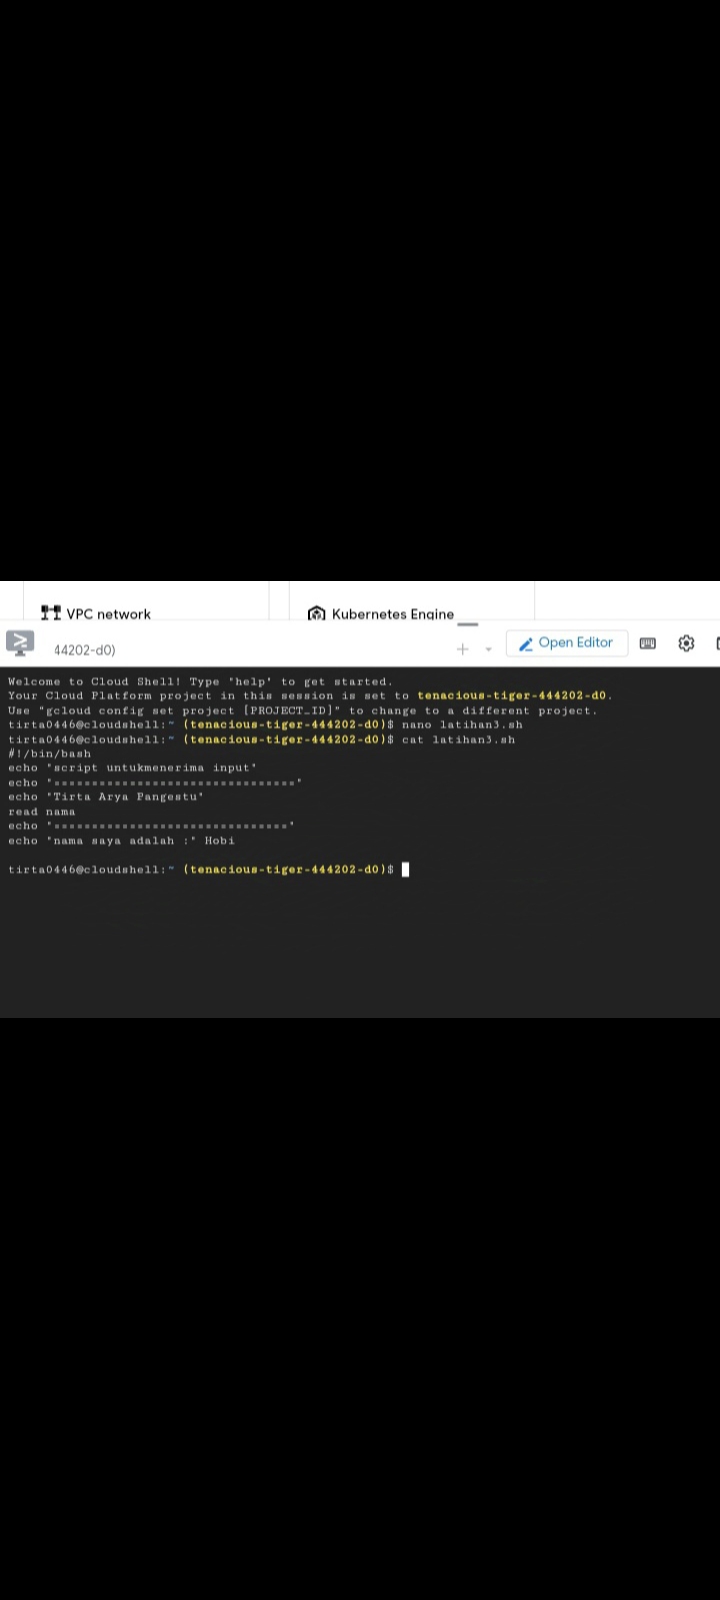 VPC network
Kubernetes Engine
44202-d0)
Open Editor
Welcome to Cloud Shell! Type "help" to get started.
Your Cloud Platform project in this session is set to tenacious-tiger-444202-d0.
Use "gcloud config set project [PROJECT_ID]" to change to a different project.
tirta0446@cloudshell:~ (tenacious-tiger-444202-d0)$ nano latihan3.sh
tirta0446@cloudshell:~ (tenacious-tiger-444202-d0)$ cat latihan3.sh
#!/bin/bash
echo "script untukmenerima input"
echo "================================"
echo "Tirta Arya Pangestu"
read nama
echo "==============================="
echo "nama saya adalah :" Hobi
tirta0446@cloudshell:~ (tenacious-tiger-444202-d0)$